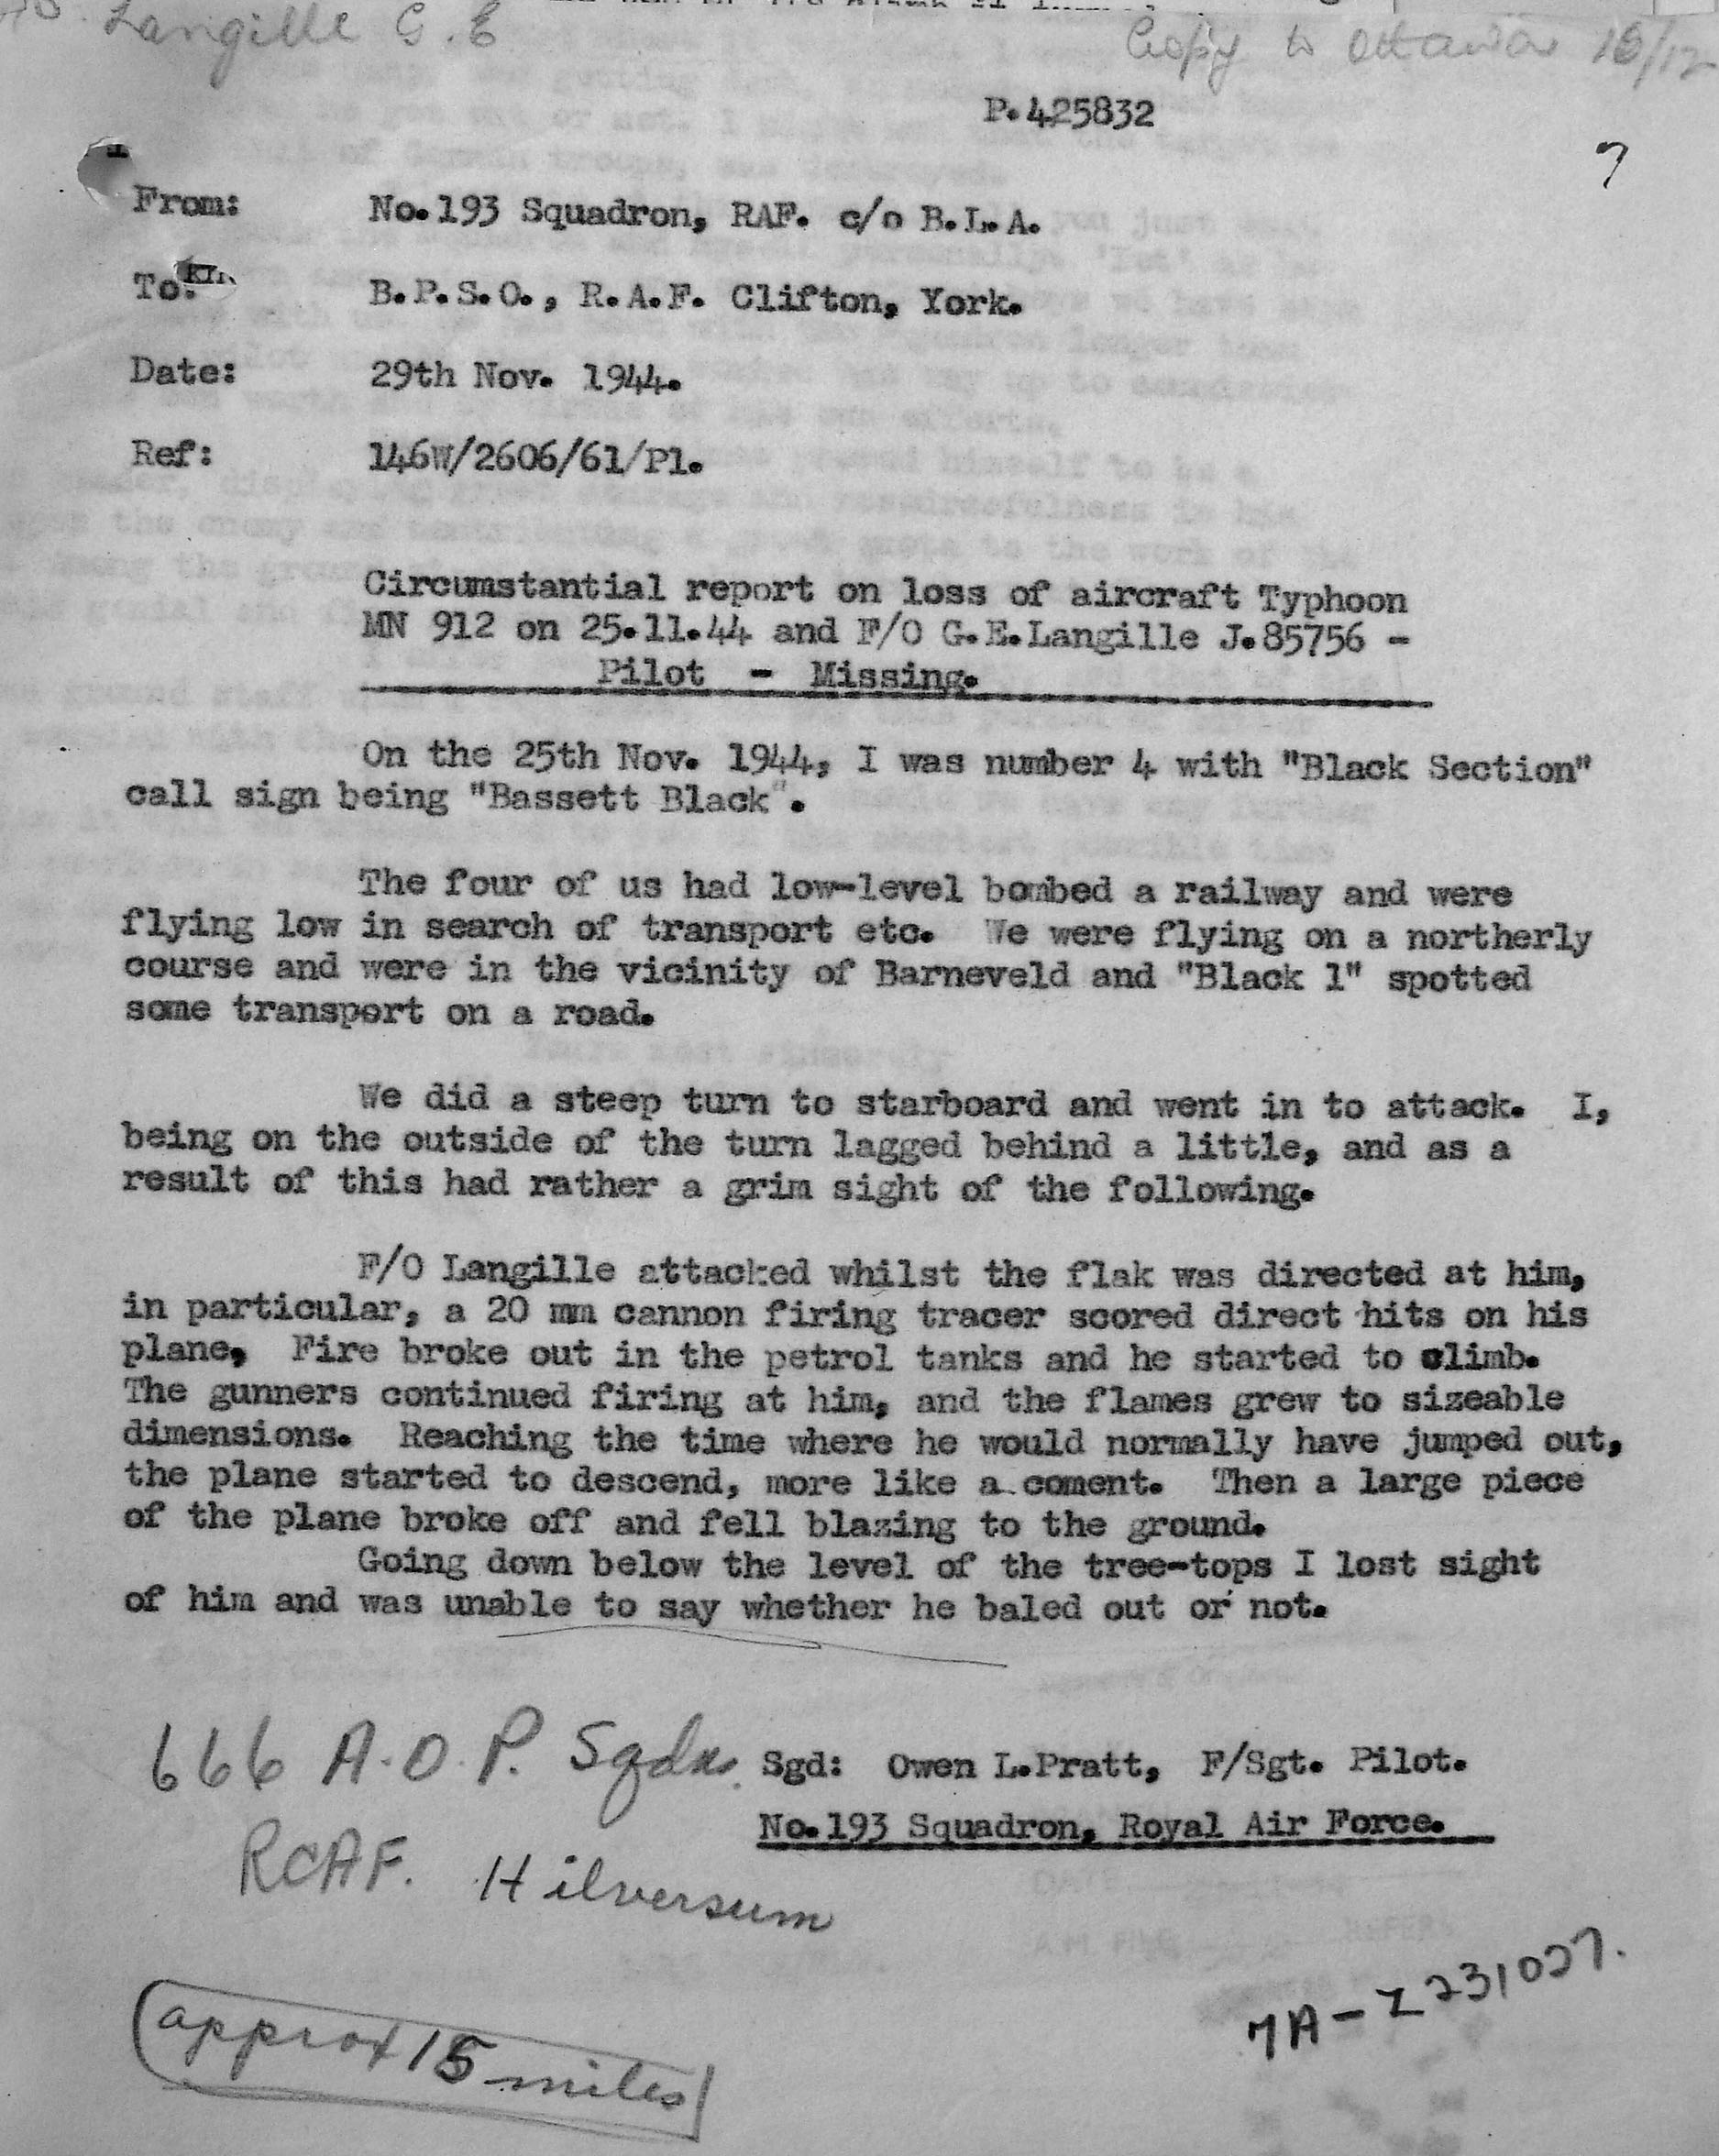 Langille G.E
Copy to Ottawa 18/12
P.425832
7
From: No.193 Squadron, RAF. c/o B.L.A.
To: B.P.S.O., R.A.F. Clifton, York.
Date: 29th Nov. 1944.
Ref: 146W/2606/61/P1.
Circumstantial report on loss of aircraft Typhoon
MN 912 on 25.11.44 and F/O G.E.Langille J.85756 -
Pilot - Missing.
On the 25th Nov. 1944, I was number 4 with "Black Section"
call sign being "Bassett Black".
The four of us had low-level bombed a railway and were
flying low in search of transport etc. We were flying on a northerly
course and were in the vicinity of Barneveld and "Black 1" spotted
some transport on a road.
We did a steep turn to starboard and went in to attack. I,
being on the outside of the turn lagged behind a little, and as a
result of this had rather a grim sight of the following.
F/O Langille attacked whilst the flak was directed at him,
in particular, a 20 mm cannon firing tracer scored direct hits on his
plane, Fire broke out in the petrol tanks and he started to climb.
The gunners continued firing at him, and the flames grew to sizeable
dimensions. Reaching the time where he would normally have jumped out,
the plane started to descend, more like a coment. Then a large piece
of the plane broke off and fell blazing to the ground.
Going down below the level of the tree-tops I lost sight
of him and was unable to say whether he baled out or not.
666 A.O.P. Sqdn.
Sgd: Owen L.Pratt, F/Sgt. Pilot.
No.193 Squadron, Royal Air Force.
RCAF. Hilversum
7A-Z231027.
approx 15 miles